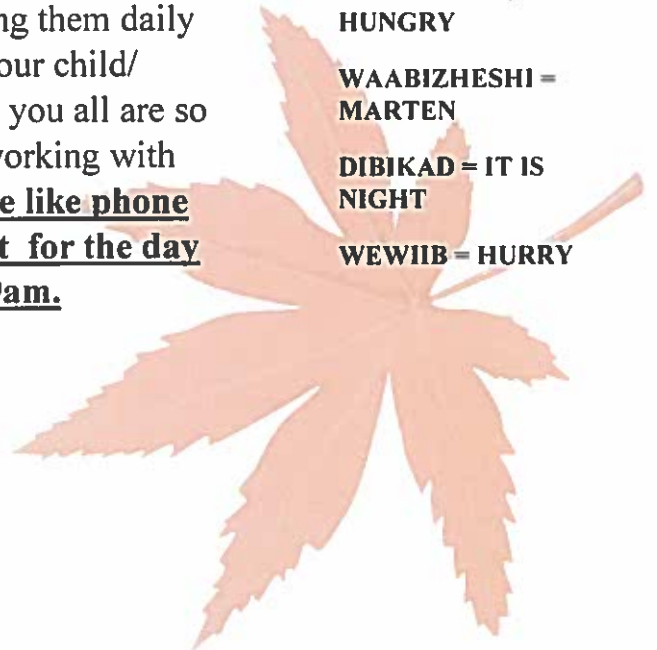 ng them daily
our child/
you all are so
working with
e like phone
t for the day
am.
HUNGRY
WAABIZHESHI =
MARTEN
DIBIKAD = IT IS
NIGHT
WEWIIB = HURRY